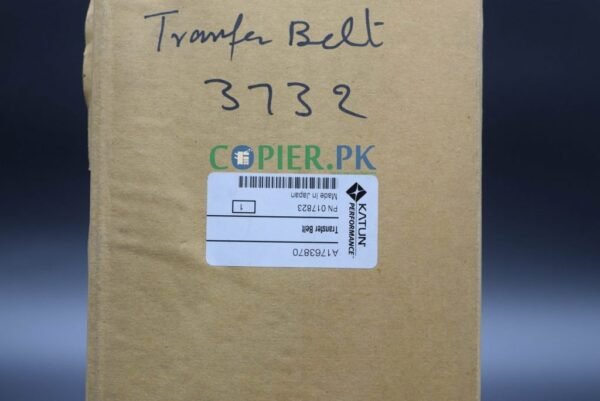 Tranfer Belt
3732
COPIER.PK
A1763870
Transfer Belt
PN 017823
1
Made in Japan
KATUN
PERFORMANCE